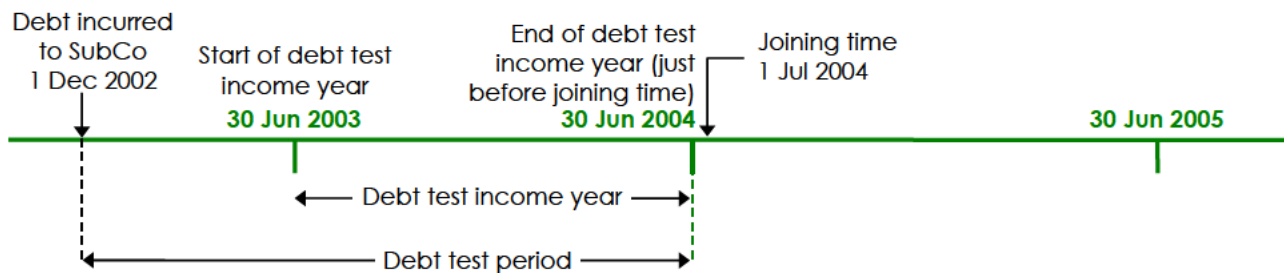 Debt incurred
to SubCo
1 Dec 2002
Start of debt test
income year
30 Jun 2003
End of debt test
income year (just
before joining time)
30 Jun 2004
Joining time
1 Jul 2004
30 Jun 2005
Debt test income year
Debt test period